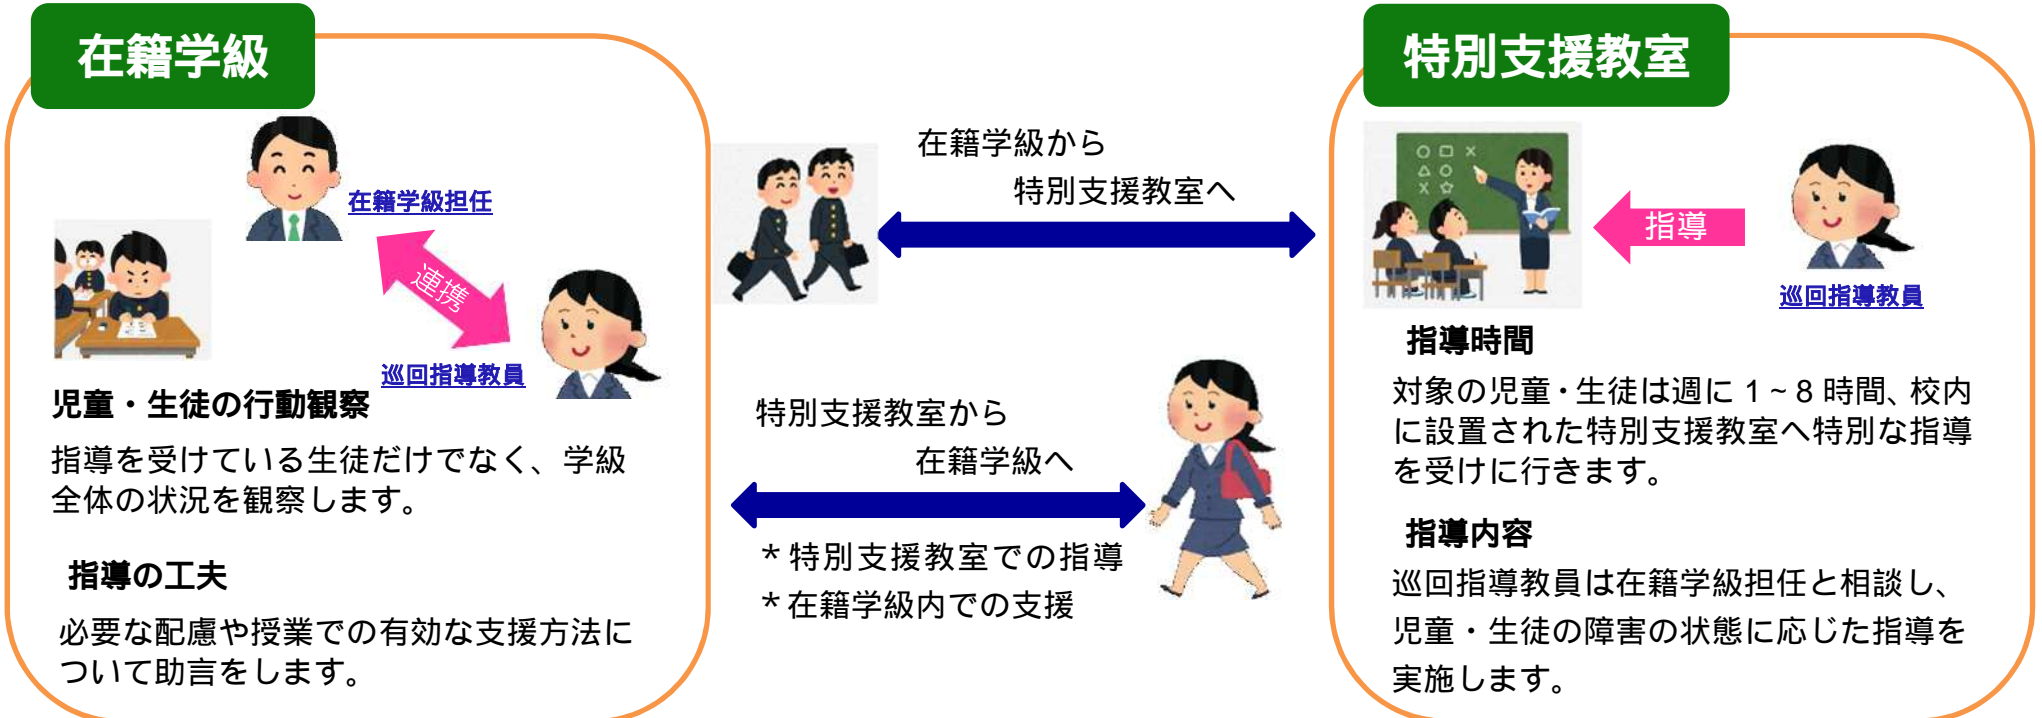 在籍学級
在籍学級担任
連携
巡回指導教員
児童・生徒の行動観察
指導を受けている生徒だけでなく、学級
全体の状況を観察します。
指導の工夫
必要な配慮や授業での有効な支援方法に
ついて助言をします。
在籍学級から
特別支援教室へ
特別支援教室から
在籍学級へ
＊特別支援教室での指導
＊在籍学級内での支援
特別支援教室
指導
巡回指導教員
指導時間
対象の児童・生徒は週に 1~8 時間、校内
に設置された特別支援教室へ特別な指導
を受けに行きます。
指導内容
巡回指導教員は在籍学級担任と相談し、
児童・生徒の障害の状態に応じた指導を
実施します。